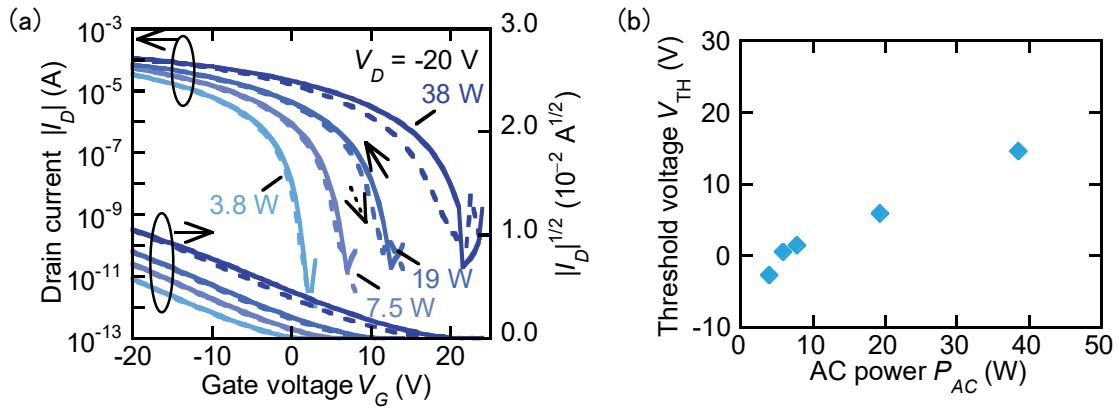 (a)
10^-3
10^-5
10^-7
10^-9
10^-11
10^-13
Drain current |I_D| (A)
-20
-10
0
10
20
Gate voltage V_G (V)
3.0
2.0
1.0
0.0
|I_D|^1/2 (10^−2 A^1/2)
V_D = -20 V
38 W
3.8 W
19 W
7.5 W
(b)
30
20
10
0
-10
Threshold voltage V_TH (V)
0
10
20
30
40
50
AC power P_AC (W)